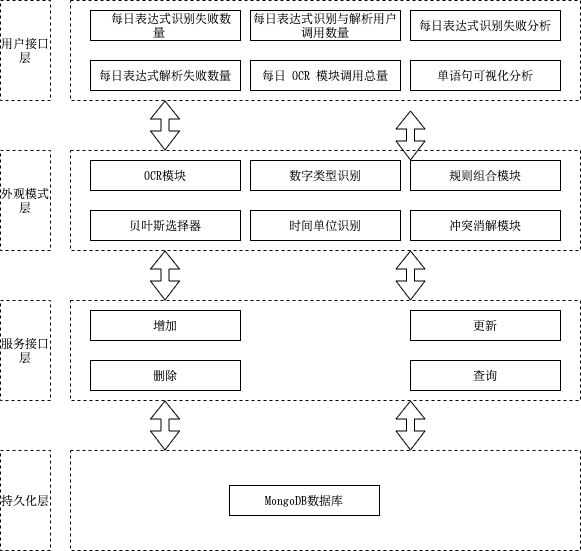 用户接口
层
每日表达式识别失败数
量
每日表达式识别与解析用户
调用数量
每日表达式识别失败分析
每日表达式解析失败数量
每日 OCR 模块调用总量
单语句可视化分析
外观模式
层
OCR模块
数字类型识别
规则组合模块
贝叶斯选择器
时间单位识别
冲突消解模块
服务接口
层
增加
更新
删除
查询
持久化层
MongoDB数据库